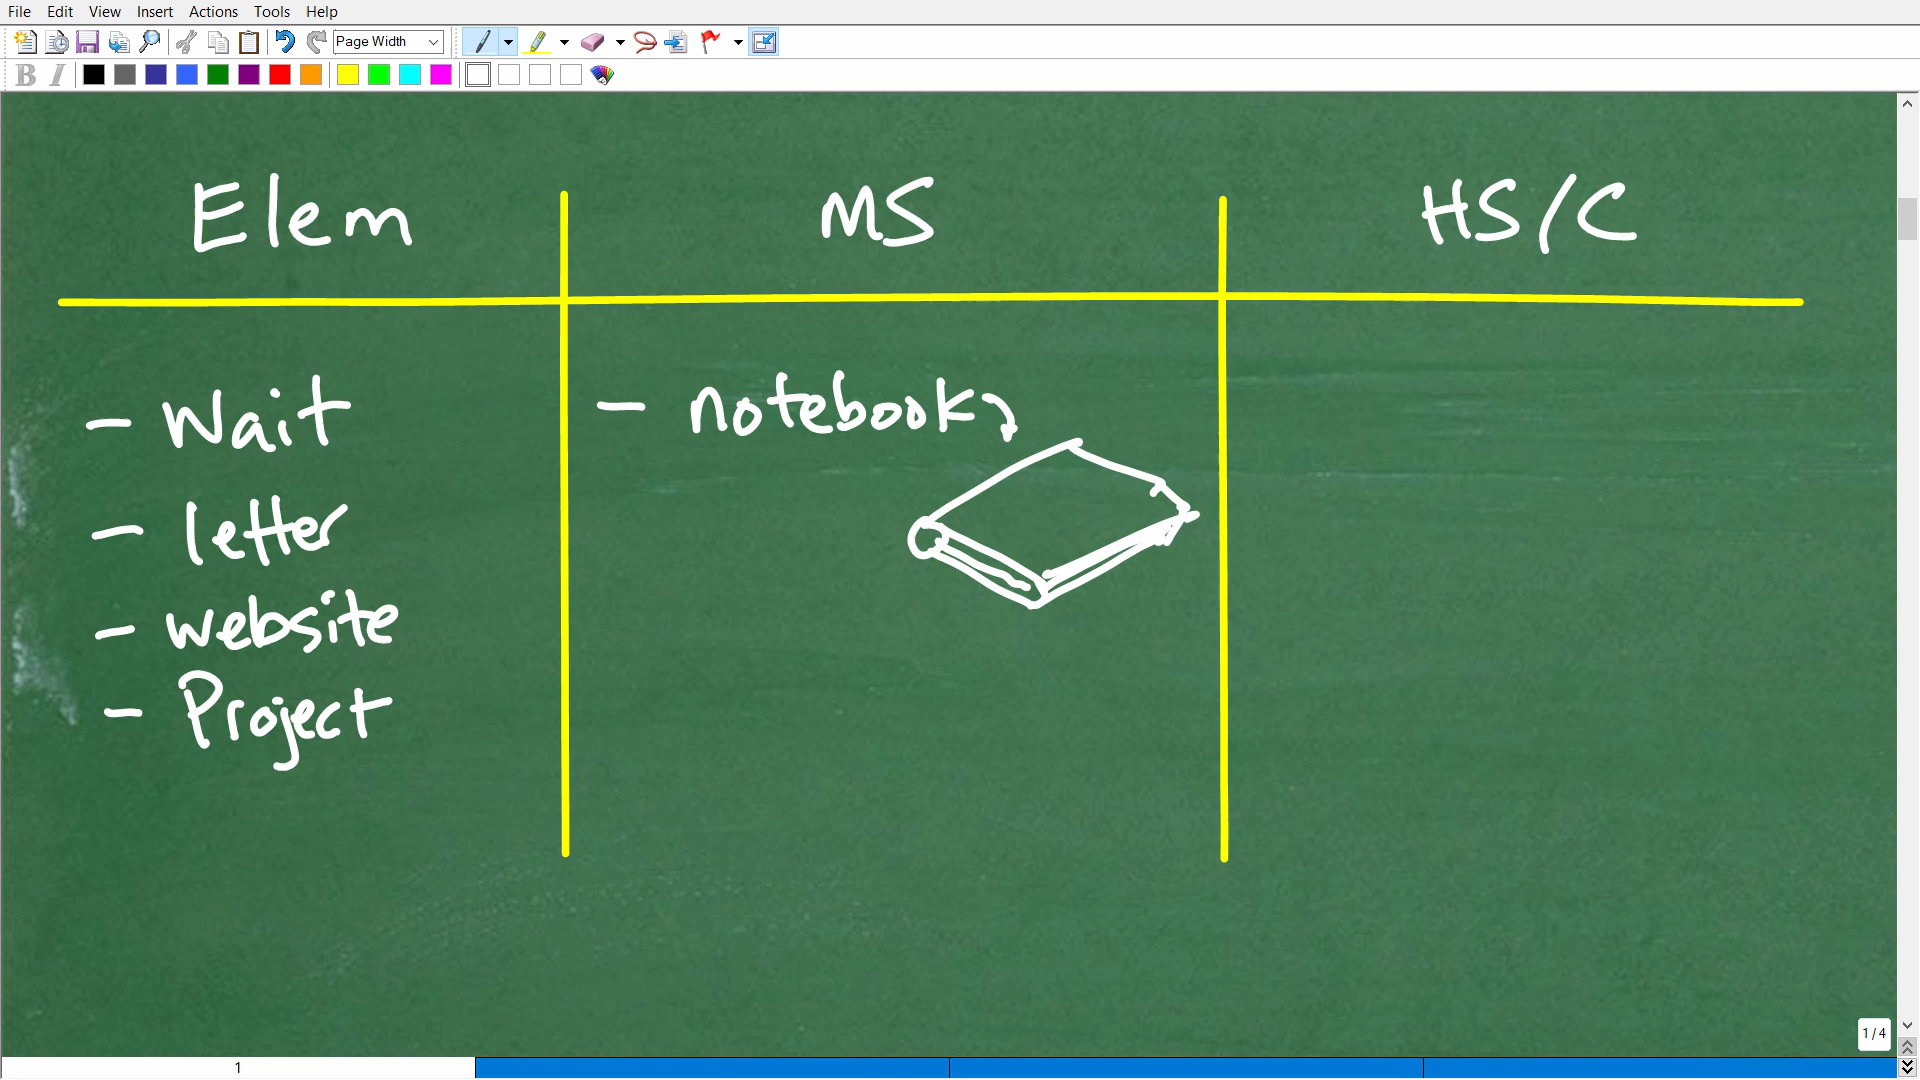 File Edit View Insert Actions Tools Help
Page Width
B I
Elem MS HS/C
- Wait
- letter
- website
- Project
- notebook
1 / 4
1